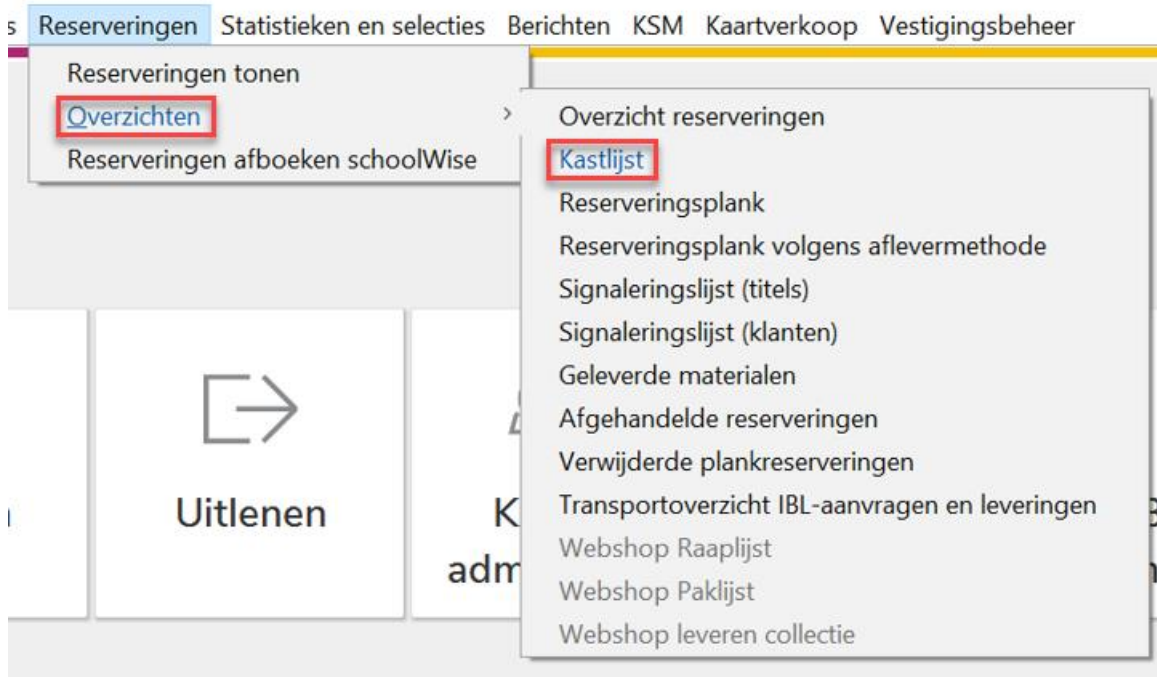 s Reserveringen Statistieken en selecties Berichten KSM Kaartverkoop Vestigingsbeheer
Reserveringen tonen
Overzichten
Reserveringen afboeken schoolWise
Overzicht reserveringen
Kastlijst
Reserveringsplank
Reserveringsplank volgens aflevermethode
Signaleringslijst (titels)
Signaleringslijst (klanten)
Geleverde materialen
Afgehandelde reserveringen
Verwijderde plankreserveringen
Transportoverzicht IBL-aanvragen en leveringen
Webshop Raaplijst
Webshop Paklijst
Webshop leveren collectie
Uitlenen
K
adm